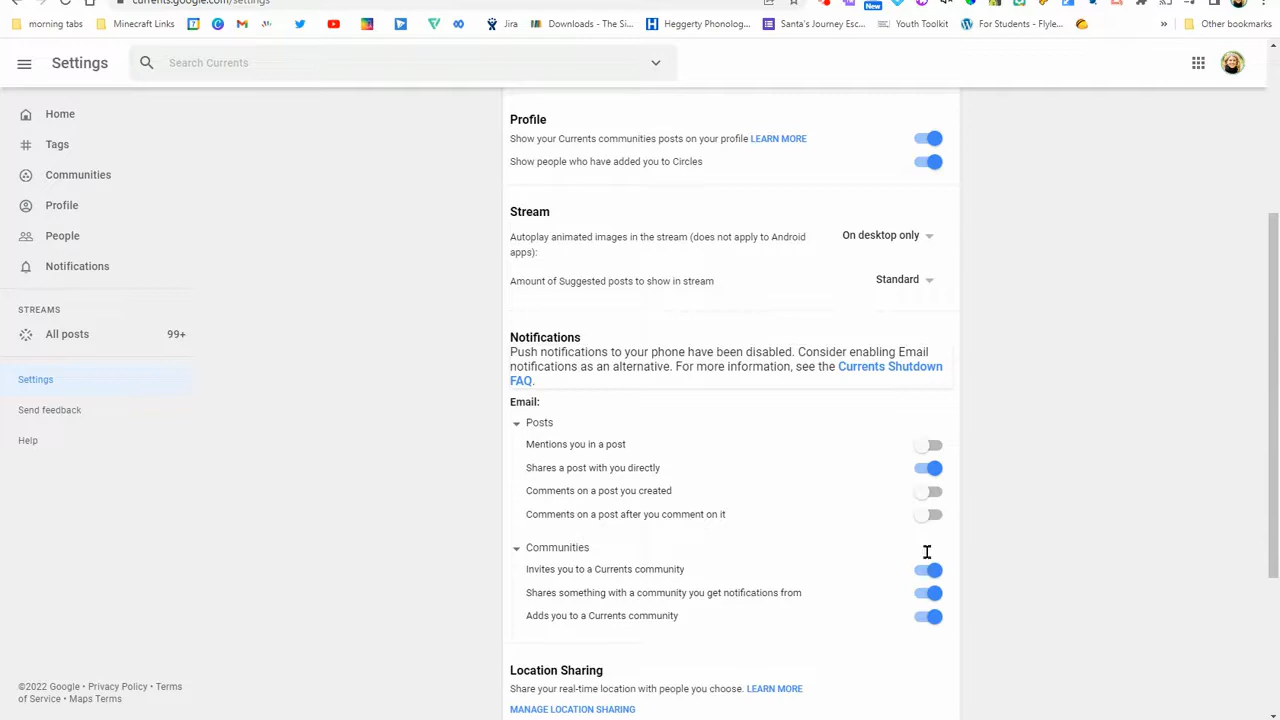 currents.google.com/settings
New
morning tabs
Minecraft Links
Jira
Downloads - The Si...
Heggerty Phonolog...
Santa's Journey Esc...
Youth Toolkit
For Students - Flyle...
»
Other bookmarks
Settings
Search Currents
Home
Tags
Communities
Profile
People
Notifications
STREAMS
All posts 99+
Settings
Send feedback
Help
©2022 Google • Privacy Policy • Terms
of Service • Maps Terms
Profile
Show your Currents communities posts on your profile LEARN MORE
Show people who have added you to Circles
Stream
Autoplay animated images in the stream (does not apply to Android
apps):
On desktop only
Amount of Suggested posts to show in stream
Standard
Notifications
Push notifications to your phone have been disabled. Consider enabling Email
notifications as an alternative. For more information, see the Currents Shutdown
FAQ.
Email:
Posts
Mentions you in a post
Shares a post with you directly
Comments on a post you created
Comments on a post after you comment on it
Communities
Invites you to a Currents community
Shares something with a community you get notifications from
Adds you to a Currents community
Location Sharing
Share your real-time location with people you choose. LEARN MORE
MANAGE LOCATION SHARING